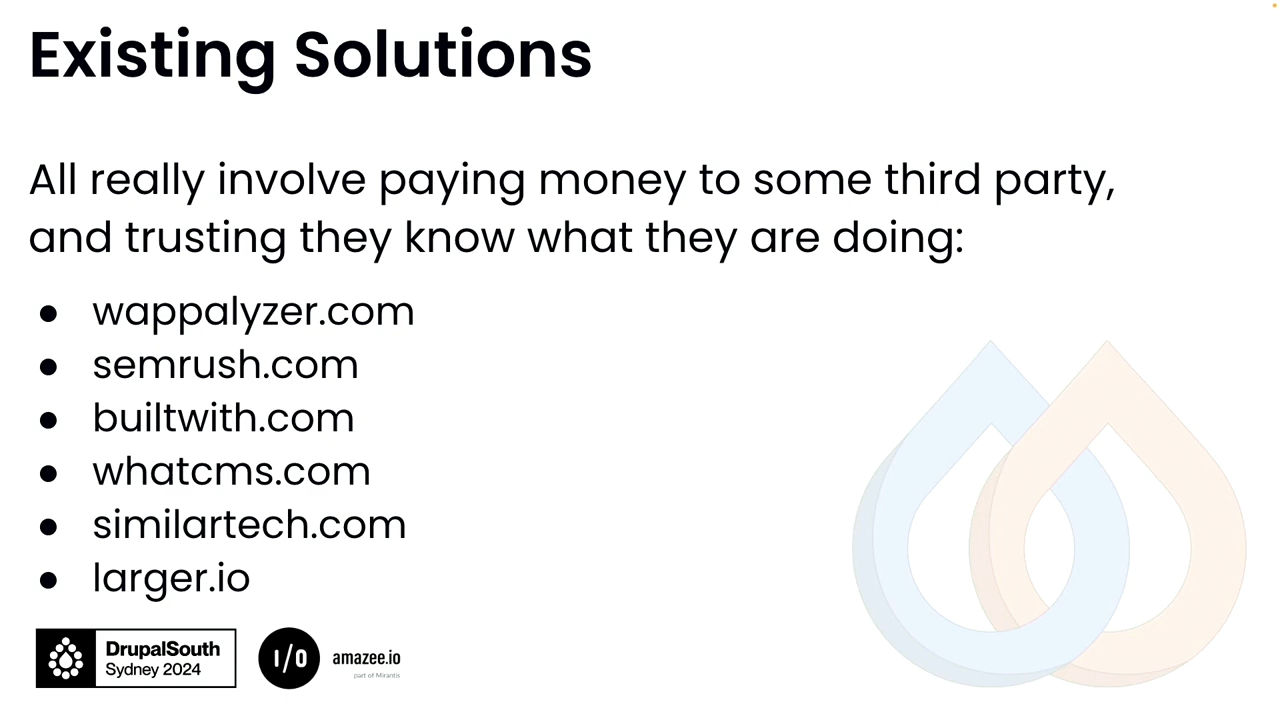 Existing Solutions
All really involve paying money to some third party,
and trusting they know what they are doing:
● wappalyzer.com
● semrush.com
● builtwith.com
● whatcms.com
● similartech.com
● larger.io
DrupalSouth
Sydney 2024
I/O
amazee.io
part of Mirantis